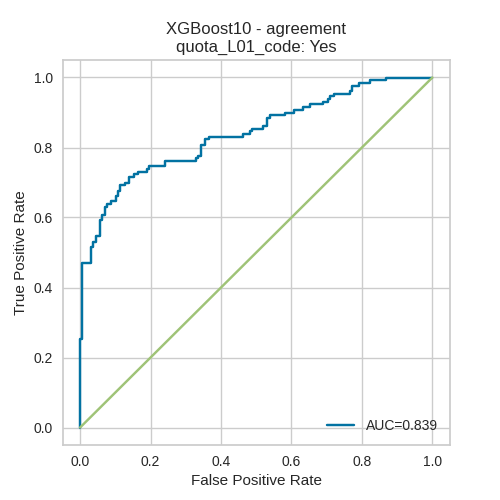 XGBoost10 - agreement
quota_L01_code: Yes
1.0
0.8
0.6
0.4
0.2
0.0
True Positive Rate
AUC=0.839
0.0 0.2 0.4 0.6 0.8 1.0
False Positive Rate